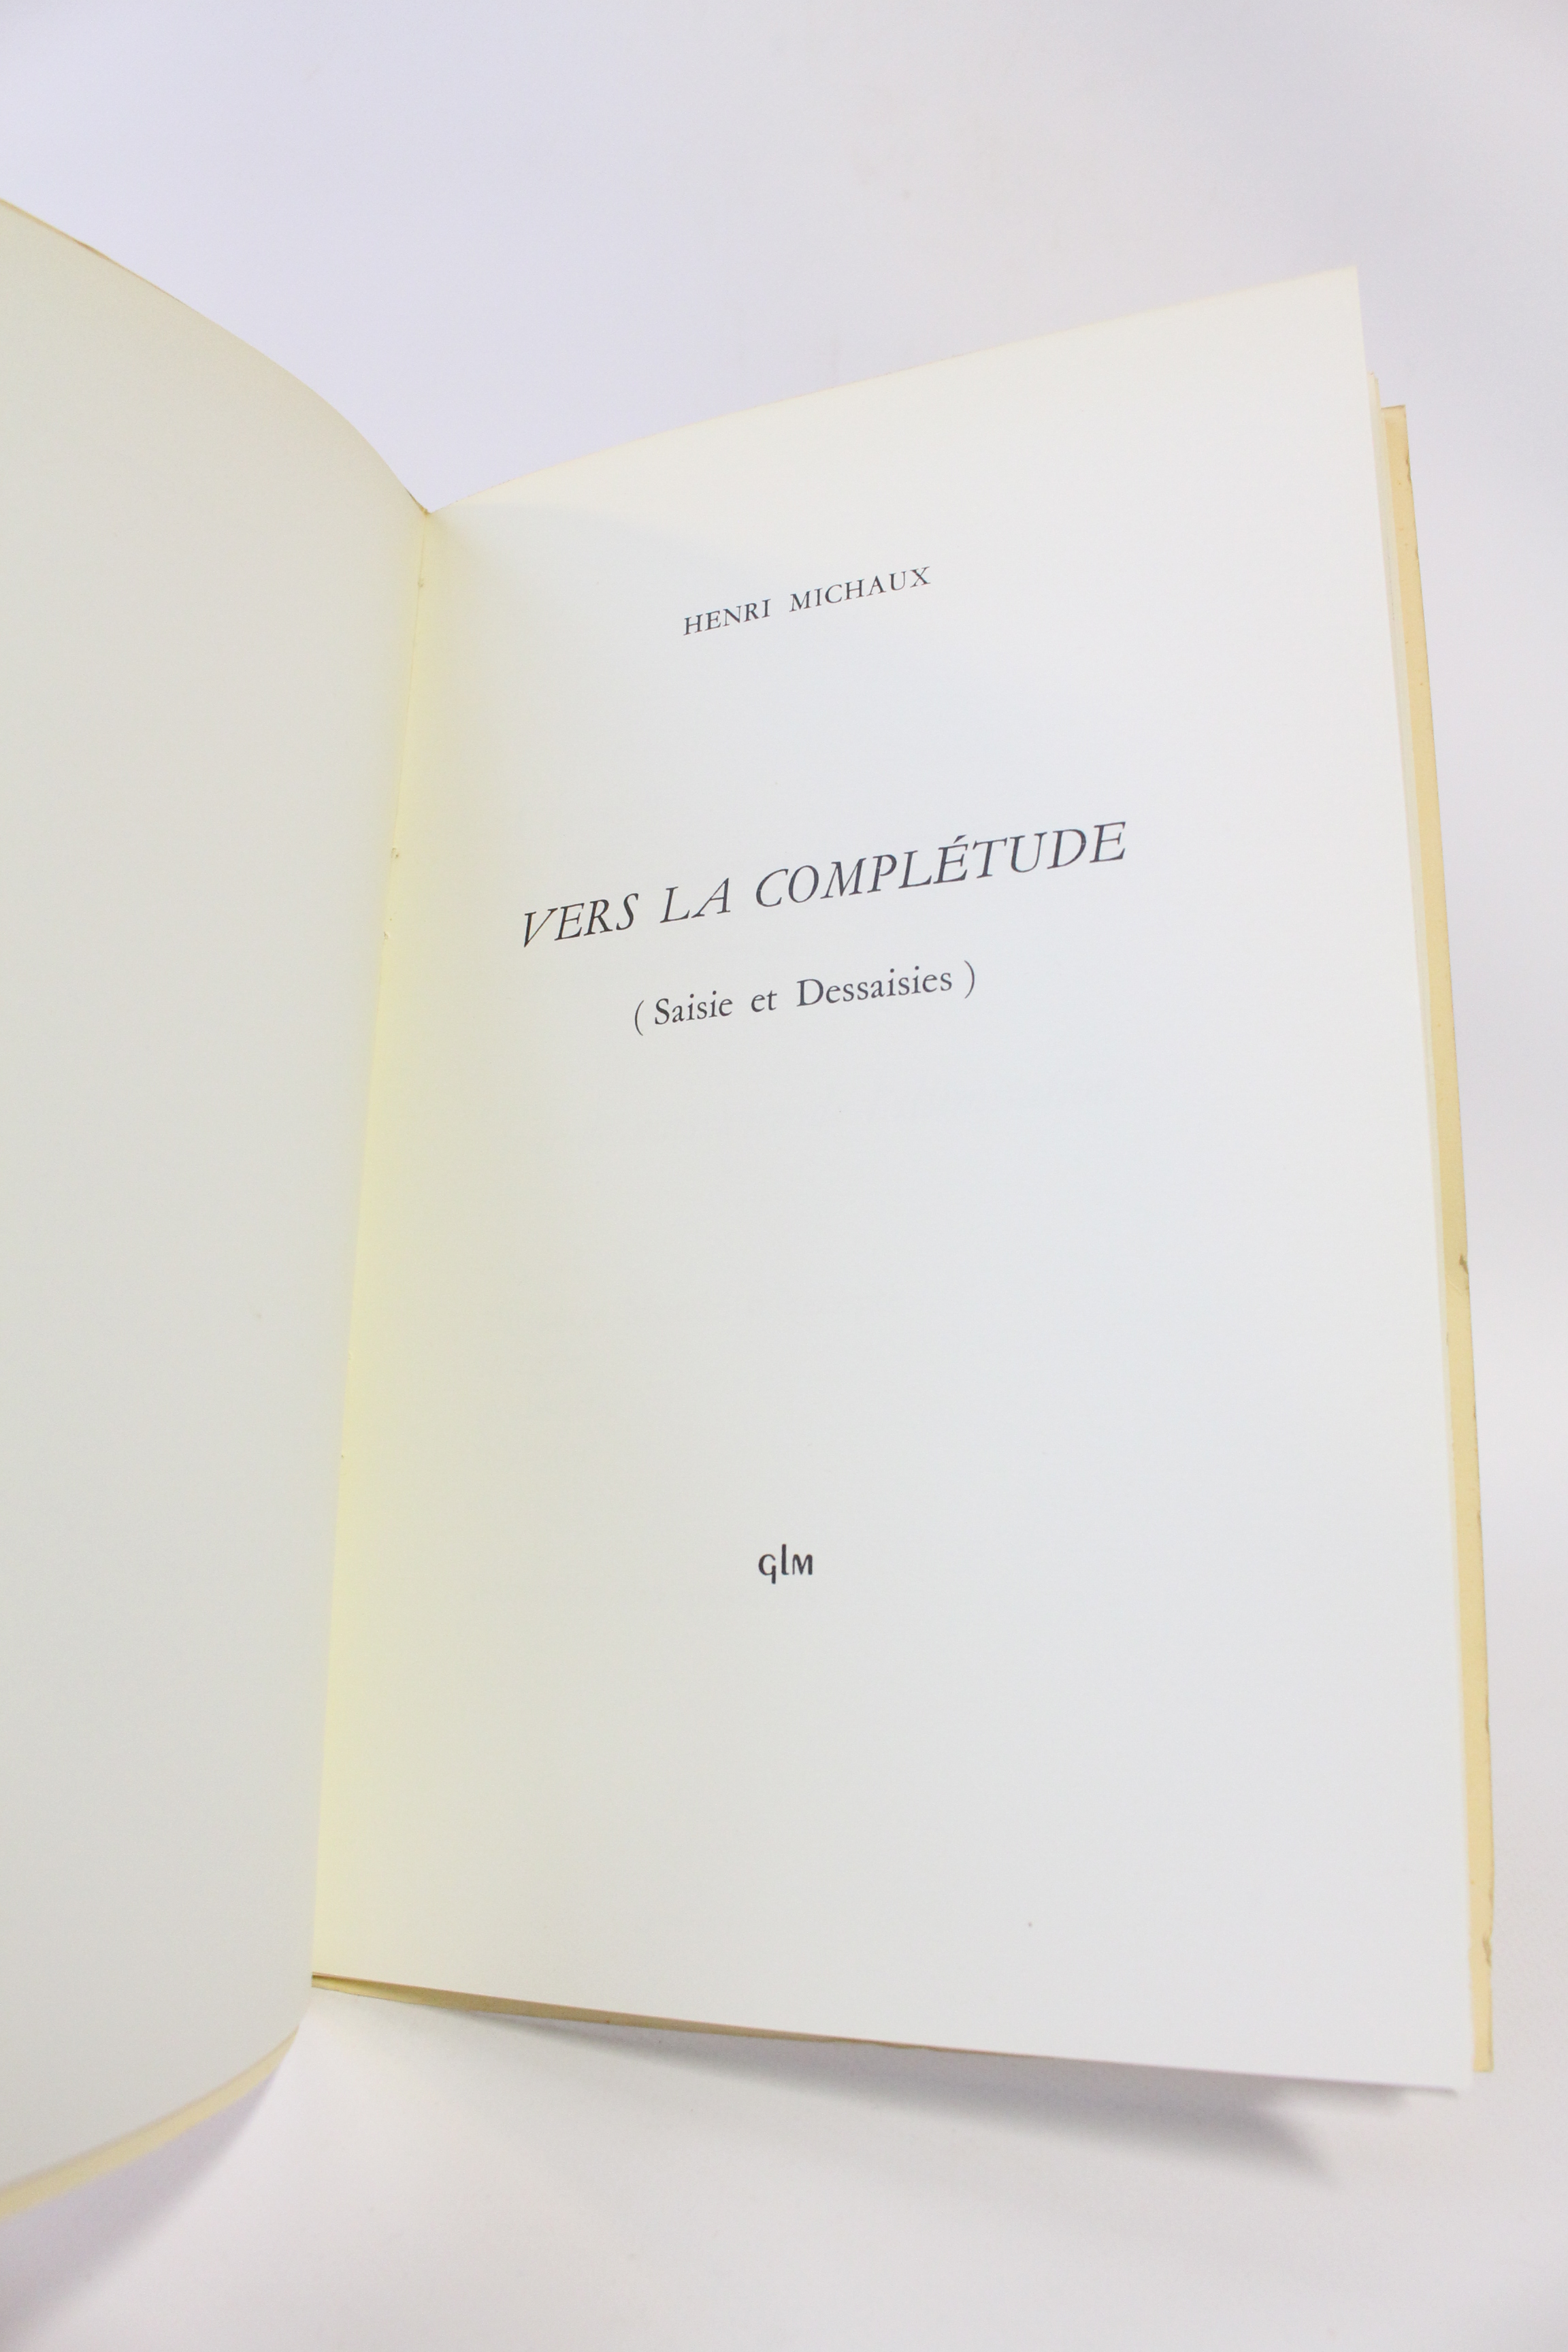 HENRI MICHAUX
VERS LA COMPLÉTUDE
( Saisie et Dessaisies )
glm